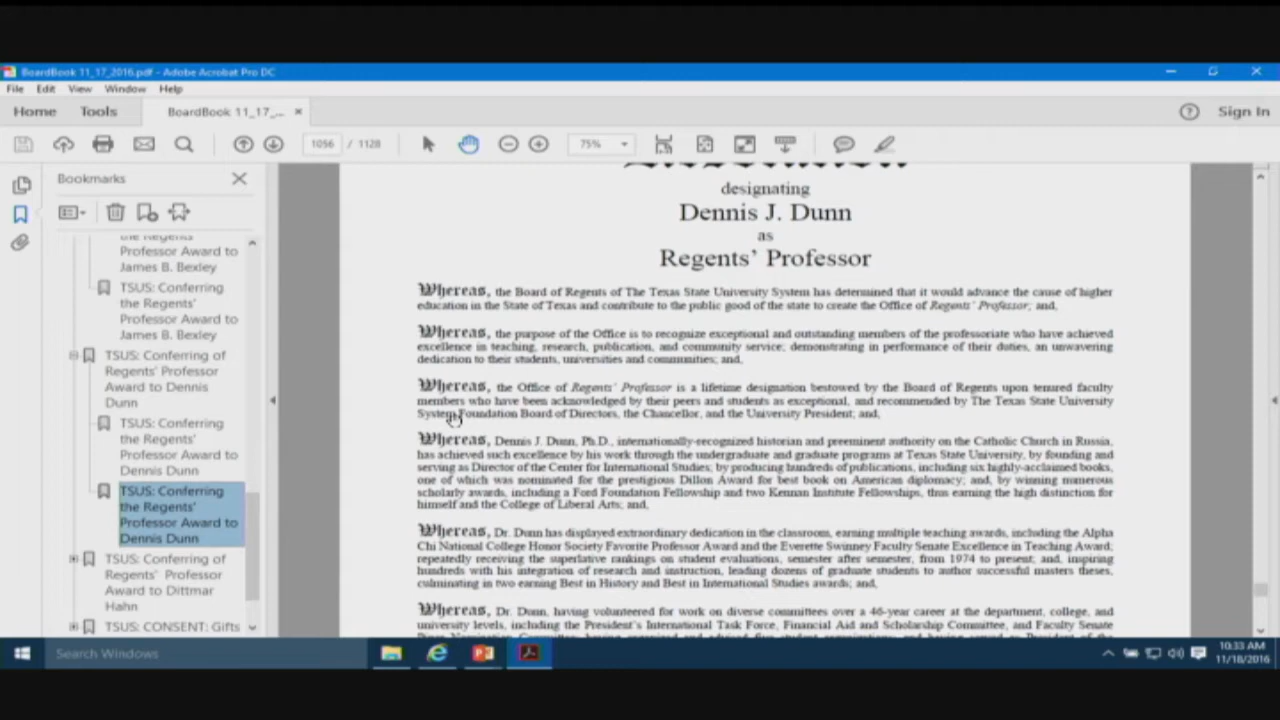 BoardBook 11_17_2016.pdf - Adobe Acrobat Pro DC
File Edit View Window Help
Home Tools BoardBook 11_17_... × Sign In
1056 / 1128 75%
Bookmarks
the Regents'
Professor Award to
James B. Bexley
TSUS: Conferring
the Regents'
Professor Award to
James B. Bexley
TSUS: Conferring of
Regents' Professor
Award to Dennis
Dunn
TSUS: Conferring
the Regents'
Professor Award to
Dennis Dunn
TSUS: Conferring
the Regents'
Professor Award to
Dennis Dunn
TSUS: Conferring of
Regents' Professor
Award to Dittmar
Hahn
TSUS: CONSENT: Gifts
designating
Dennis J. Dunn
as
Regents' Professor
Whereas, the Board of Regents of The Texas State University System has determined that it would advance the cause of higher
education in the State of Texas and contribute to the public good of the state to create the Office of Regents' Professor; and,
Whereas, the purpose of the Office is to recognize exceptional and outstanding members of the professoriate who have achieved
excellence in teaching, research, publication, and community service; demonstrating in performance of their duties, an unwavering
dedication to their students, universities and communities; and,
Whereas, the Office of Regents' Professor is a lifetime designation bestowed by the Board of Regents upon tenured faculty
members who have been acknowledged by their peers and students as exceptional, and recommended by The Texas State University
System Foundation Board of Directors, the Chancellor, and the University President; and,
Whereas, Dennis J. Dunn, Ph.D., internationally-recognized historian and preeminent authority on the Catholic Church in Russia,
has achieved such excellence by his work through the undergraduate and graduate programs at Texas State University, by founding and
serving as Director of the Center for International Studies; by producing hundreds of publications, including six highly-acclaimed books,
one of which was nominated for the prestigious Dillon Award for best book on American diplomacy; and, by winning numerous
scholarly awards, including a Ford Foundation Fellowship and two Kennan Institute Fellowships, thus earning the high distinction for
himself and the College of Liberal Arts; and,
Whereas, Dr. Dunn has displayed extraordinary dedication in the classroom, earning multiple teaching awards, including the Alpha
Chi National College Honor Society Favorite Professor Award and the Everette Swinney Faculty Senate Excellence in Teaching Award;
repeatedly receiving the superlative rankings on student evaluations, semester after semester, from 1974 to present; and, inspiring
hundreds with his integration of research and instruction, leading dozens of graduate students to author successful masters theses,
culminating in two earning Best in History and Best in International Studies awards; and,
Whereas, Dr. Dunn, having volunteered for work on diverse committees over a 46-year career at the department, college, and
university levels, including the President's International Task Force, Financial Aid and Scholarship Committee, and Faculty Senate
Search Windows
10:33 AM
11/18/2016